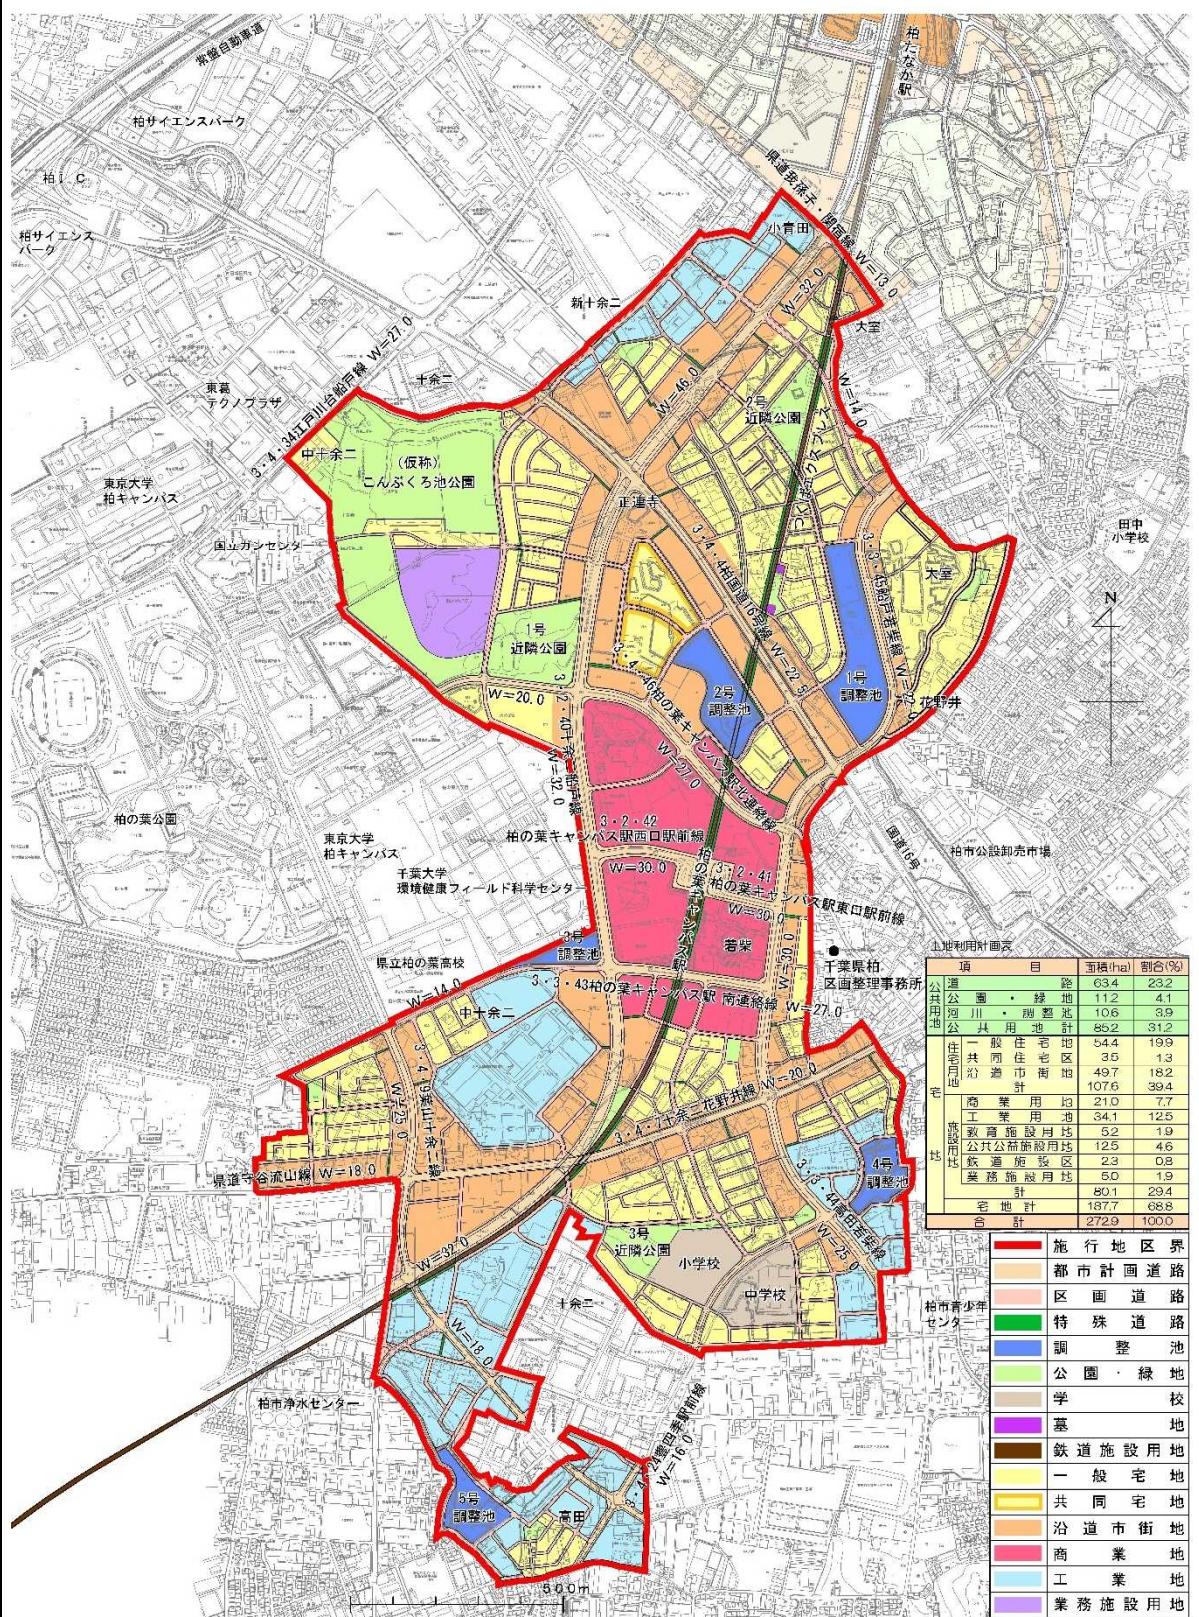 常磐自動車道
柏たなか駅
柏サイエンスパーク
柏IC
柏サイエンス
パーク
県道我孫子・関宿線 W=13.0
小青田
W=32.0
新十余二
大室
3・4・34江戸川台船戸線 W=27.0
十余二
W=46.0
W=14.0
東葛
テクノプラザ
2号
近隣公園
つくばエクスプレス
中十余二
(仮称)
こんぶくろ池公園
東京大学
柏キャンパス
正連寺
田中
小学校
国立ガンセンター
3・4・4柏国道16号線 W=22.
3・3・45船戸若柴線 W=
大室
N
1号
近隣公園
3・4・46柏の葉キャンパス駅北連絡線
W=27.0
2号
調整池
1号
調整池
花野井
W=20.0
3・2・40十余二船戸線
W=32.0
柏の葉公園
3・2・42
柏の葉キャンパス駅西口駅前線
東京大学
柏キャンパス
国道16号
柏市公設卸売市場
千葉大学
環境健康フィールド科学センター
W=30.0
柏の葉キャンパス駅
3・2・41
柏の葉キャンパス駅東口駅前線
W=30.0
若柴
W=30.0
3号
調整池
千葉県柏
区画整理事務所
県立柏の葉高校
W=14.0
3・3・43柏の葉キャンパス駅 南連絡線 W=27.0
中十余二
3・4・19葉山十余二線
W=25.0
3・4・7十余二花野井線 W=20.0
県道守谷流山線 W=18.0
4号
調整池
3・3・44高田若柴線
W=25.0
W=32.0
3号
近隣公園
小学校
中学校
十余二
柏市青少年
センター
W=18.0
柏市浄水センター
3・4・24豊四季駅前線
W=16.0
5号
調整池
高田
500m
土地利用計画表
項目 面積(ha) 割合(%)
公共用地
道路 63.4 23.2
公園・緑地 11.2 4.1
河川・調整池 10.6 3.9
公共用地計 85.2 31.2
宅地
住宅用地
一般住宅地 54.4 19.9
共同住宅区 3.5 1.3
沿道市街地 49.7 18.2
計 107.6 39.4
施設用地
商業用地 21.0 7.7
工業用地 34.1 12.5
教育施設用地 5.2 1.9
公共公益施設用地 12.5 4.6
鉄道施設区 2.3 0.8
業務施設用地 5.0 1.9
計 80.1 29.4
宅地計 187.7 68.8
合計 272.9 100.0
施行地区界
都市計画道路
区画道路
特殊道路
調整池
公園・緑地
学校
墓地
鉄道施設用地
一般宅地
共同宅地
沿道市街地
商業地
工業地
業務施設用地